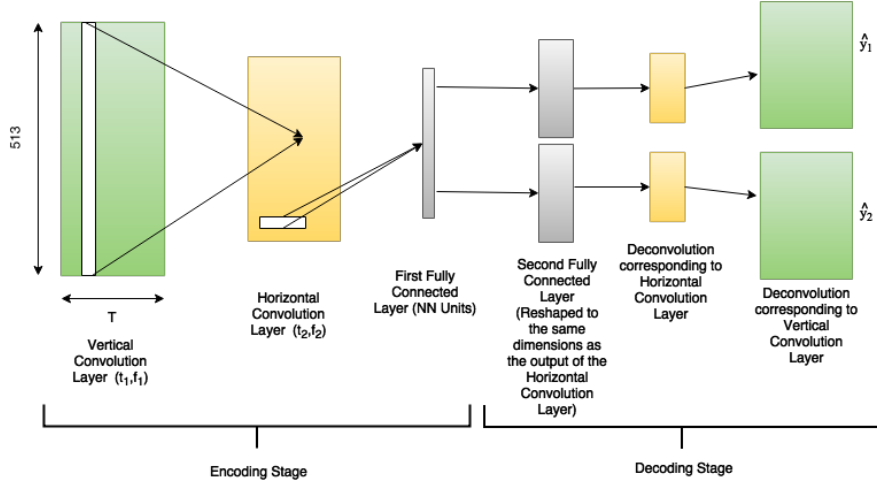 513
T
Vertical
Convolution
Layer (t₁,f₁)
Horizontal
Convolution
Layer (t₂,f₂)
First Fully
Connected
Layer (NN Units)
Second Fully
Connected
Layer
(Reshaped to
the same
dimensions as
the output of the
Horizontal
Convolution
Layer)
Deconvolution
corresponding to
Horizontal
Convolution
Layer
ŷ₁
ŷ₂
Deconvolution
corresponding to
Vertical
Convolution
Layer
Encoding Stage
Decoding Stage